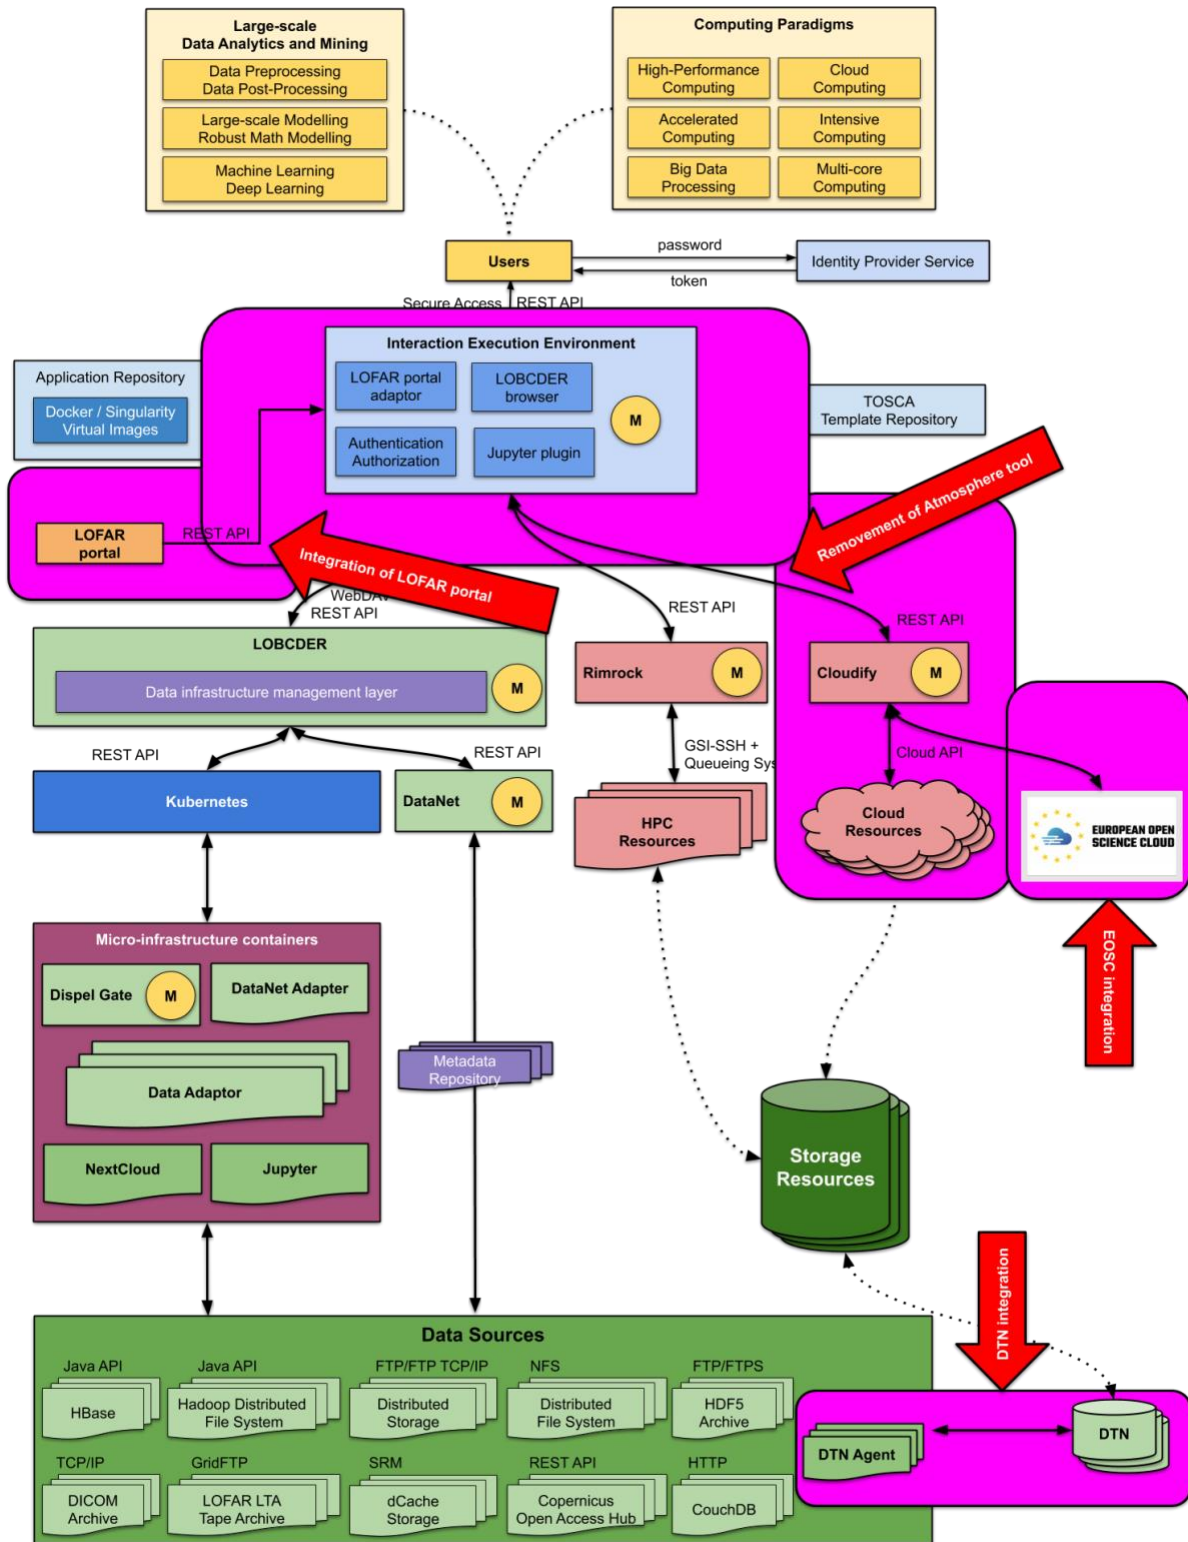 Large-scale
Data Analytics and Mining
Data Preprocessing
Data Post-Processing
Large-scale Modelling
Robust Math Modelling
Machine Learning
Deep Learning
Computing Paradigms
High-Performance
Computing
Cloud
Computing
Accelerated
Computing
Intensive
Computing
Big Data
Processing
Multi-core
Computing
Users
password
token
Identity Provider Service
Secure Access
REST API
Interaction Execution Environment
LOFAR portal
adaptor
LOBCDER
browser
Authentication
Authorization
Jupyter plugin
M
Application Repository
Docker / Singularity
Virtual Images
TOSCA
Template Repository
LOFAR
portal
REST API
Integration of LOFAR portal
Removement of Atmosphere tool
WebDAV
REST API
REST API
REST API
LOBCDER
Data infrastructure management layer
M
Rimrock
M
Cloudify
M
REST API
REST API
GSI-SSH +
Queueing Sys
Cloud API
Kubernetes
DataNet
M
HPC
Resources
Cloud
Resources
EUROPEAN OPEN
SCIENCE CLOUD
EOSC integration
Micro-infrastructure containers
Dispel Gate
M
DataNet Adapter
Data Adaptor
NextCloud
Jupyter
Metadata
Repository
Storage
Resources
DTN integration
Data Sources
Java API
HBase
Java API
Hadoop Distributed
File System
FTP/FTP TCP/IP
Distributed
Storage
NFS
Distributed
File System
FTP/FTPS
HDF5
Archive
DTN Agent
DTN
TCP/IP
DICOM
Archive
GridFTP
LOFAR LTA
Tape Archive
SRM
dCache
Storage
REST API
Copernicus
Open Access Hub
HTTP
CouchDB